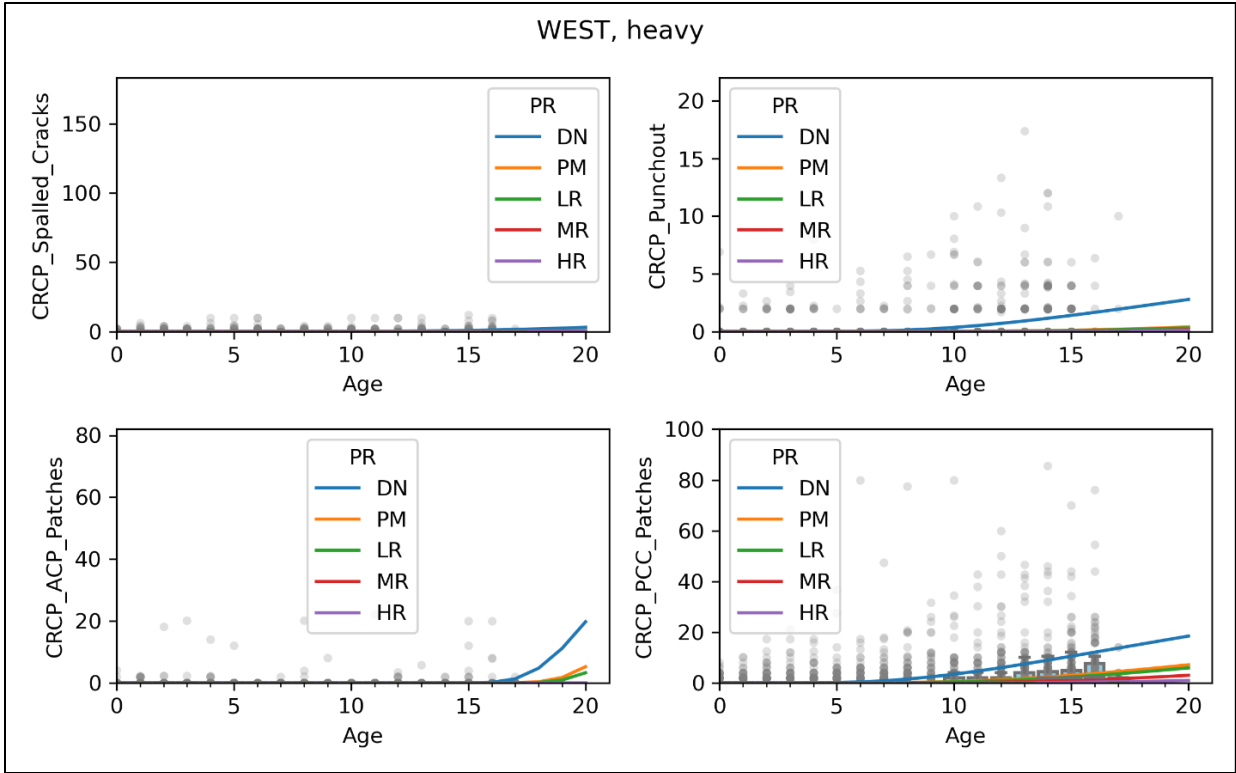 WEST, heavy
CRCP_Spalled_Cracks
150
100
50
0
0 5 10 15 20
Age
PR
DN
PM
LR
MR
HR
CRCP_Punchout
20
15
10
5
0
0 5 10 15 20
Age
PR
DN
PM
LR
MR
HR
CRCP_ACP_Patches
80
60
40
20
0
0 5 10 15 20
Age
PR
DN
PM
LR
MR
HR
CRCP_PCC_Patches
100
80
60
40
20
0
0 5 10 15 20
Age
PR
DN
PM
LR
MR
HR